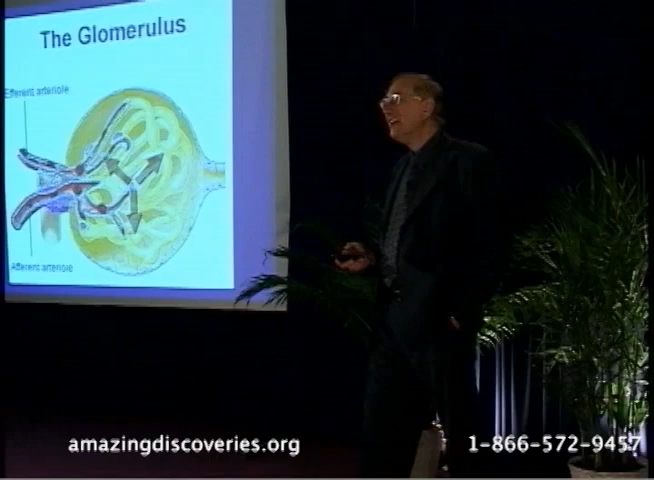 The Glomerulus
Efferent arteriole
Afferent arteriole
amazingdiscoveries.org
1-866-572-9457